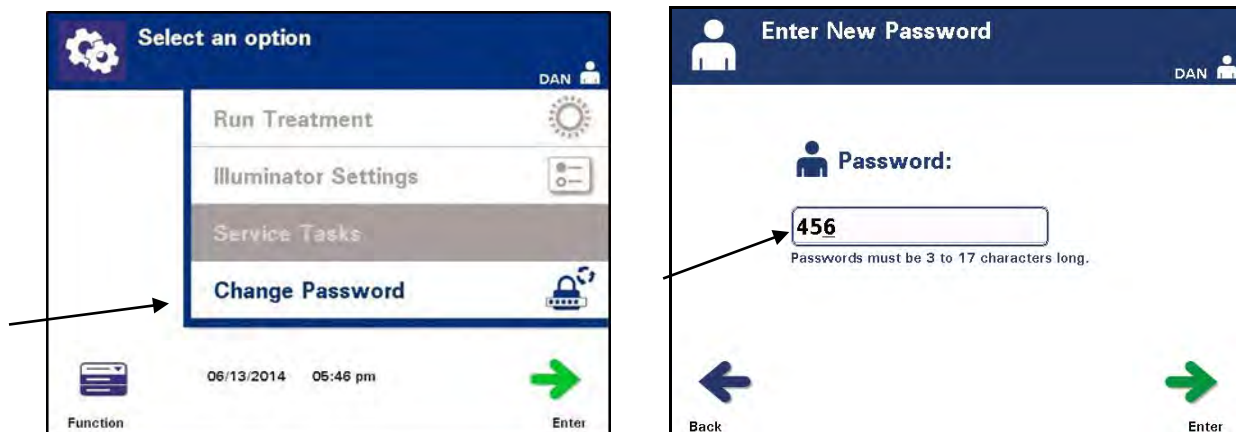 Select an option
DAN
Run Treatment
Illuminator Settings
Service Tasks
Change Password
06/13/2014 05:46 pm
Function
Enter
Enter New Password
DAN
Password:
456
Passwords must be 3 to 17 characters long.
Back
Enter